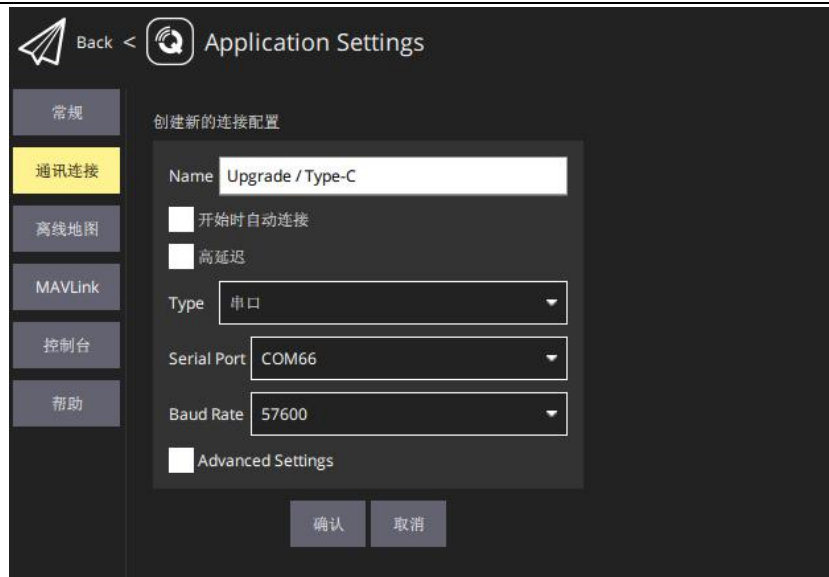 Back < Application Settings
常规
通讯连接
离线地图
MAVLink
控制台
帮助
创建新的连接配置
Name Upgrade / Type-C
开始时自动连接
高延迟
Type 串口
Serial Port COM66
Baud Rate 57600
Advanced Settings
确认 取消